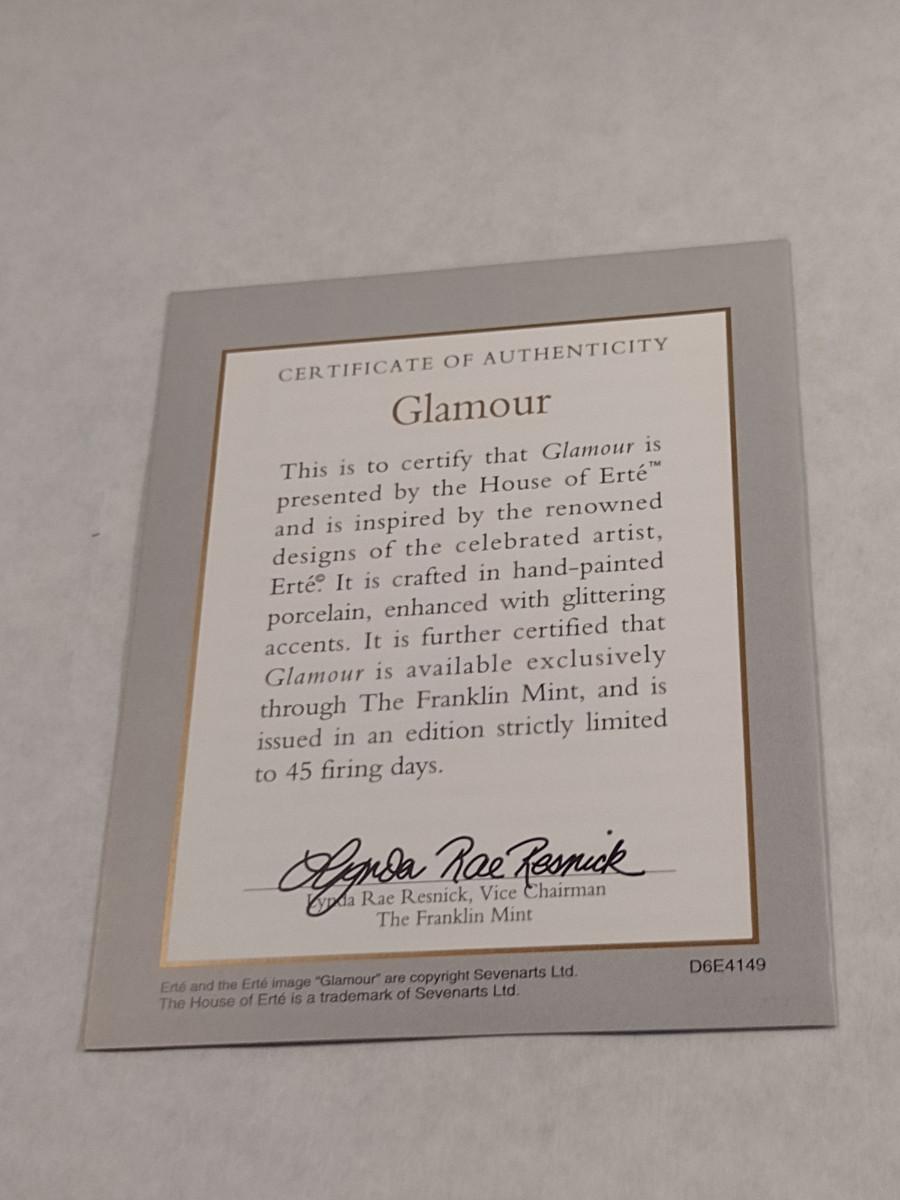 CERTIFICATE OF AUTHENTICITY
Glamour
This is to certify that Glamour is
presented by the House of Erté™
and is inspired by the renowned
designs of the celebrated artist,
Erté©. It is crafted in hand-painted
porcelain, enhanced with glittering
accents. It is further certified that
Glamour is available exclusively
through The Franklin Mint, and is
issued in an edition strictly limited
to 45 firing days.
Lynda Rae Resnick
Lynda Rae Resnick, Vice Chairman
The Franklin Mint
Erté and the Erté image "Glamour" are copyright Sevenarts Ltd.
The House of Erté is a trademark of Sevenarts Ltd.
D6E4149